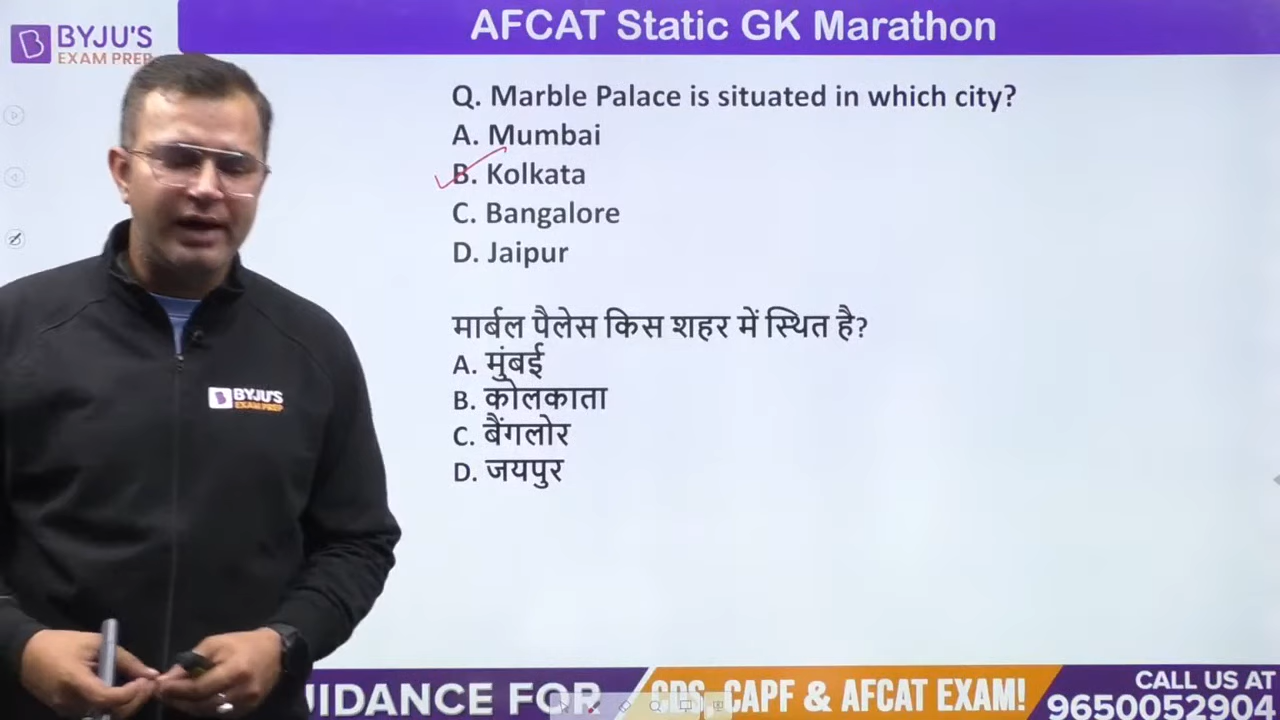 BYJU'S
EXAM PREP
AFCAT Static GK Marathon
Q. Marble Palace is situated in which city?
A. Mumbai
B. Kolkata
C. Bangalore
D. Jaipur
मार्बल पैलेस किस शहर में स्थित है?
A. मुंबई
B. कोलकाता
C. बैंगलोर
D. जयपुर
BYJU'S
EXAM PREP
UIDANCE FOR
CDS, CAPF & AFCAT EXAM!
CALL US AT
9650052904